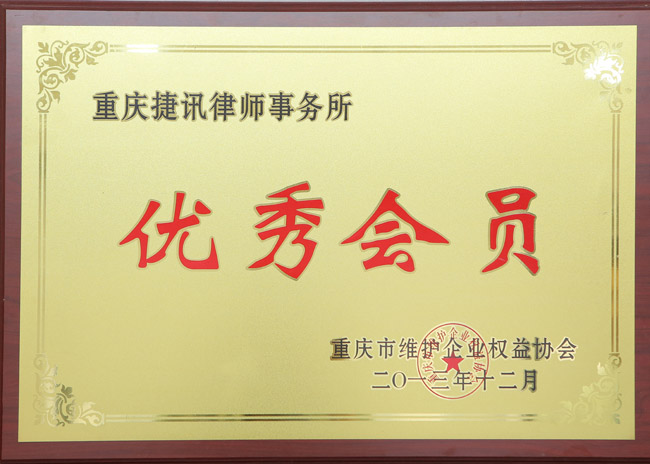 重庆捷讯律师事务所
优秀会员
重庆市维护企业权益协会
二〇一三年十二月